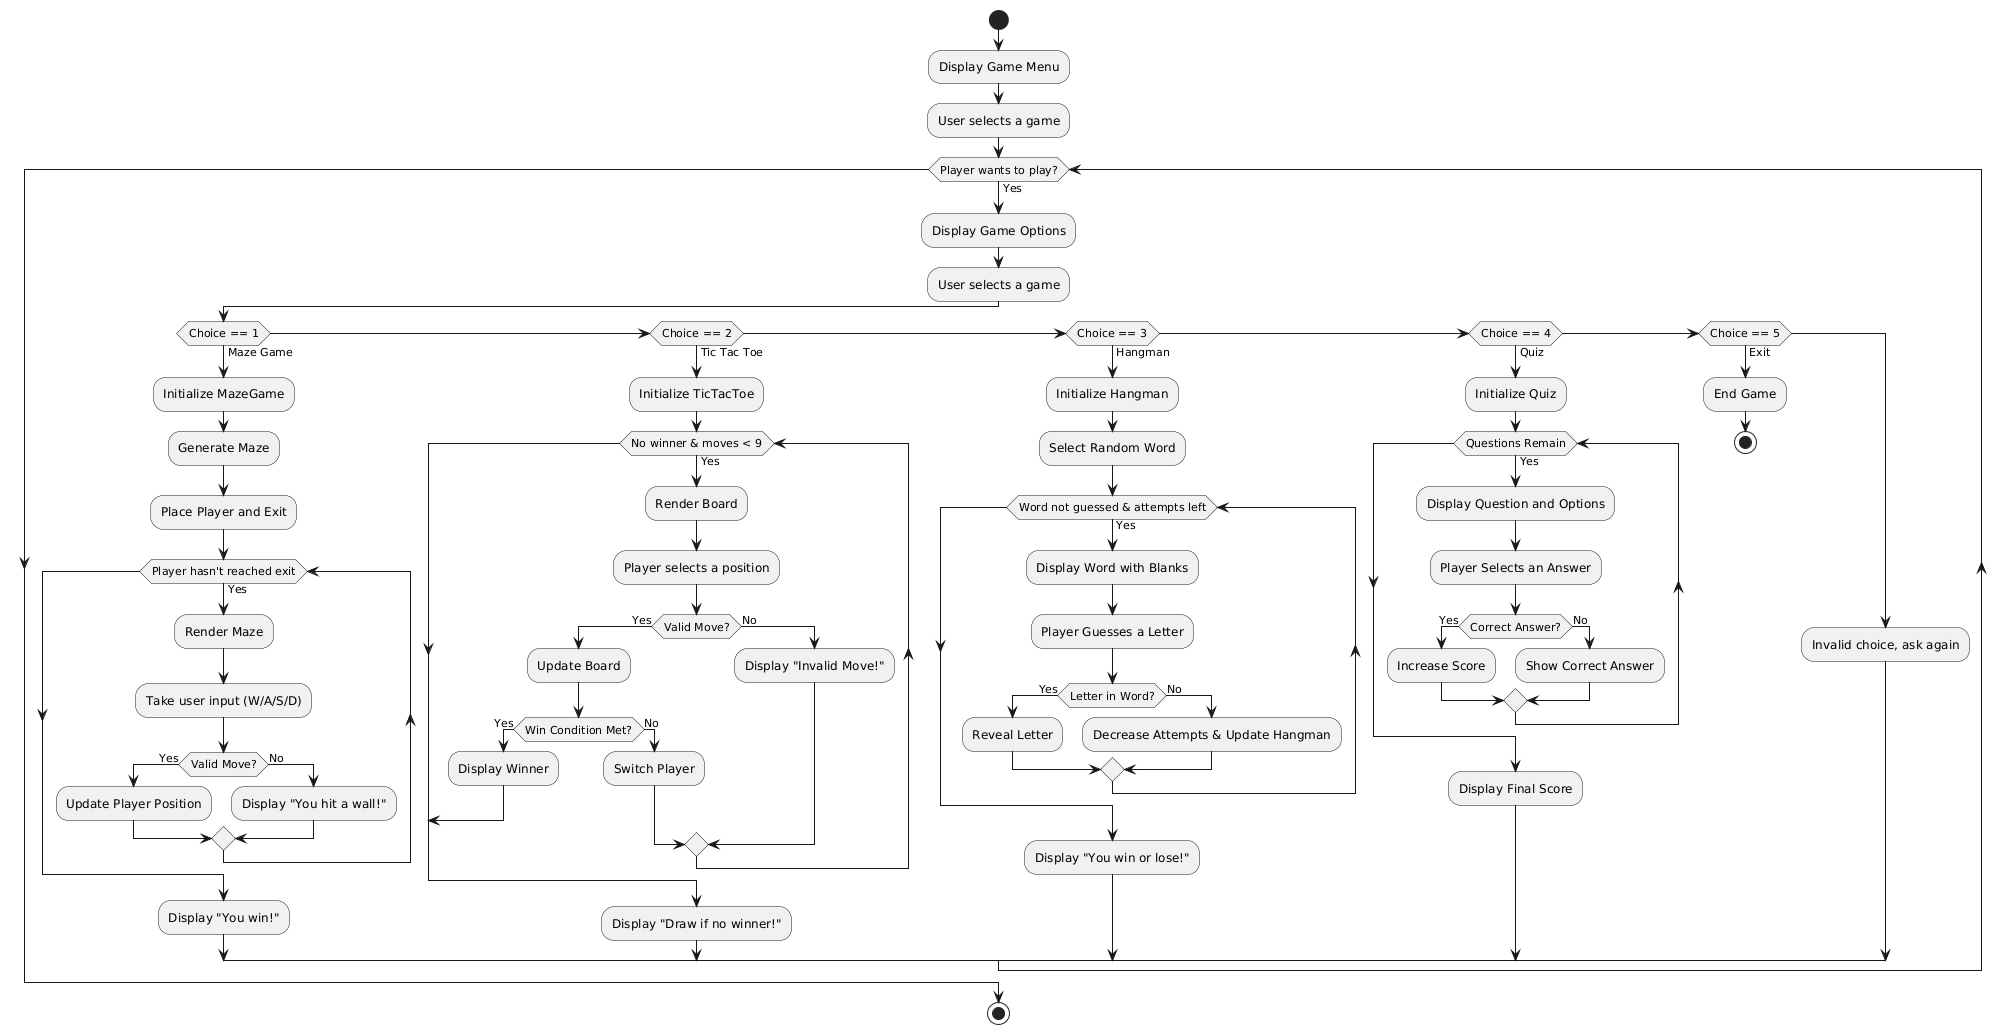 Display Game Menu
User selects a game
Player wants to play?
Yes
Display Game Options
User selects a game
Choice == 1
Maze Game
Initialize MazeGame
Generate Maze
Place Player and Exit
Player hasn't reached exit
Yes
Render Maze
Take user input (W/A/S/D)
Yes
Valid Move?
No
Update Player Position
Display "You hit a wall!"
Display "You win!"
Choice == 2
Tic Tac Toe
Initialize TicTacToe
No winner & moves < 9
Yes
Render Board
Player selects a position
Yes
Valid Move?
No
Update Board
Display "Invalid Move!"
Yes
Win Condition Met?
No
Display Winner
Switch Player
Display "Draw if no winner!"
Choice == 3
Hangman
Initialize Hangman
Select Random Word
Word not guessed & attempts left
Yes
Display Word with Blanks
Player Guesses a Letter
Yes
Letter in Word?
No
Reveal Letter
Decrease Attempts & Update Hangman
Display "You win or lose!"
Choice == 4
Quiz
Initialize Quiz
Questions Remain
Yes
Display Question and Options
Player Selects an Answer
Yes
Correct Answer?
No
Increase Score
Show Correct Answer
Display Final Score
Choice == 5
Exit
End Game
Invalid choice, ask again